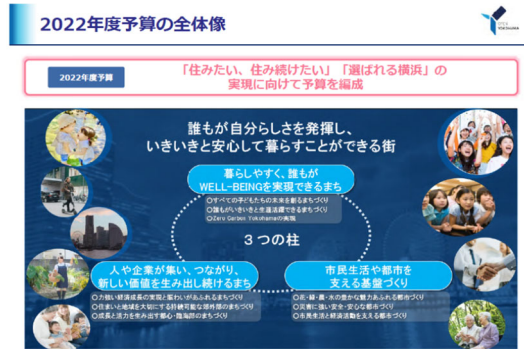 2022年度予算の全体像
OPEN
YOKOHAMA
2022年度予算
「住みたい、住み続けたい」「選ばれる横浜」の
実現に向けて予算を編成
誰もが自分らしさを発揮し、
いきいきと安心して暮らすことができる街
暮らしやすく、誰もが
WELL-BEINGを実現できるまち
〇すべての子どもたちの未来を創るまちづくり
〇誰もがいきいきと生涯活躍できるまちづくり
〇Zero Carbon Yokohamaの実現
3つの柱
人や企業が集い、つながり、
新しい価値を生み出し続けるまち
〇力強い経済成長の実現と賑わいがあふれるまちづくり
〇住まいと地域を大切にする持続可能な郊外部のまちづくり
〇成長と活力を生み出す都心・臨海部のまちづくり
市民生活や都市を
支える基盤づくり
〇花・緑・農・水の豊かな魅力あふれる都市づくり
〇災害に強い安全・安心な都市づくり
〇市民生活と経済活動を支える都市づくり